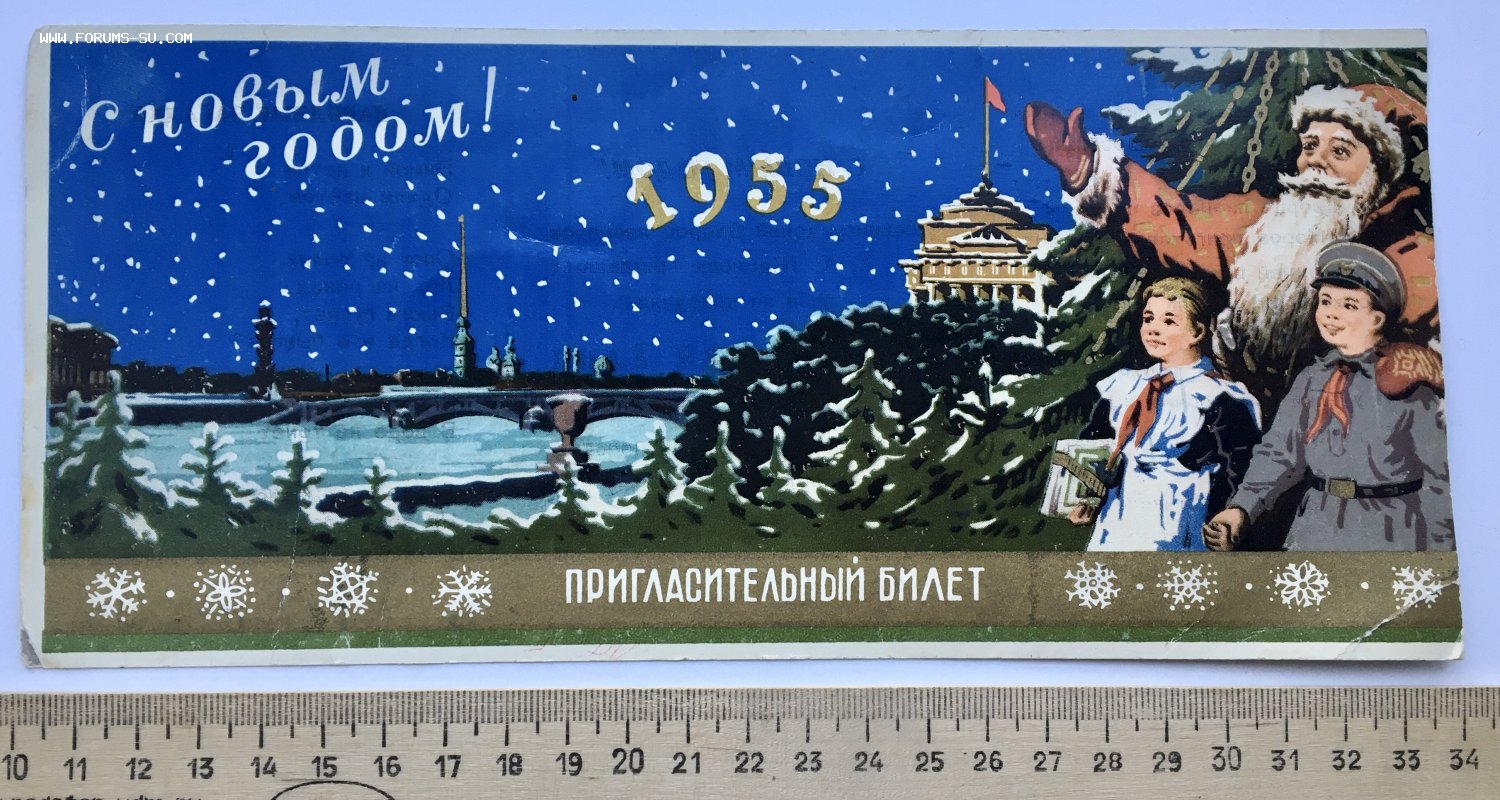 WWW.FORUMS-SU.COM
С новым
годом!
1955
ПРИГЛАСИТЕЛЬНЫЙ БИЛЕТ
10 11 12 13 14 15 16 17 18 19 20 21 22 23 24 25 26 27 28 29 30 31 32 33 34